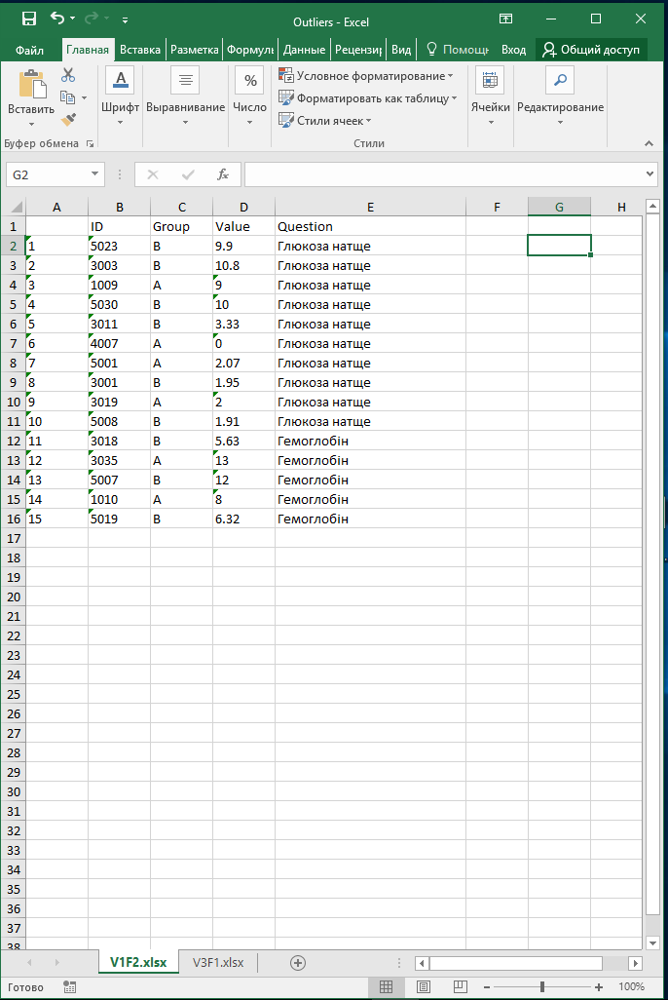 Outliers - Excel
Файл Главная Вставка Разметка Формулы Данные Рецензир Вид Помощь Вход Общий доступ
Вставить Шрифт Выравнивание Число Условное форматирование Форматировать как таблицу Стили ячеек Ячейки Редактирование
Буфер обмена Стили
G2 fx
A B C D E F G H
1 ID Group Value Question
2 1 5023 B 9.9 Глюкоза натще
3 2 3003 B 10.8 Глюкоза натще
4 3 1009 A 9 Глюкоза натще
5 4 5030 B 10 Глюкоза натще
6 5 3011 B 3.33 Глюкоза натще
7 6 4007 A 0 Глюкоза натще
8 7 5001 A 2.07 Глюкоза натще
9 8 3001 B 1.95 Глюкоза натще
10 9 3019 A 2 Глюкоза натще
11 10 5008 B 1.91 Глюкоза натще
12 11 3018 B 5.63 Гемоглобін
13 12 3035 A 13 Гемоглобін
14 13 5007 B 12 Гемоглобін
15 14 1010 A 8 Гемоглобін
16 15 5019 B 6.32 Гемоглобін
17
18
19
20
21
22
23
24
25
26
27
28
29
30
31
32
33
34
35
36
37
38
V1F2.xlsx V3F1.xlsx
Готово 100%